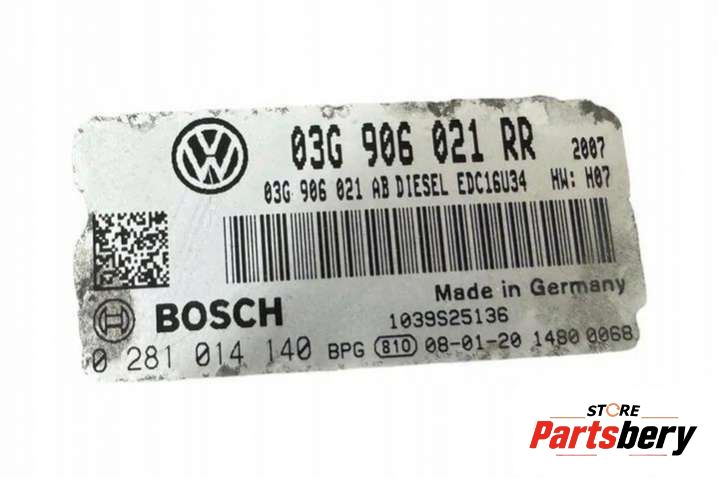 03G 906 021 RR 2007
03G 906 021 AB DIESEL EDC16U34 HW: H07
Made in Germany
BOSCH 1039S25136
0 281 014 140 BPG 810 08-01-20 1480 0068
STORE
Partsbery